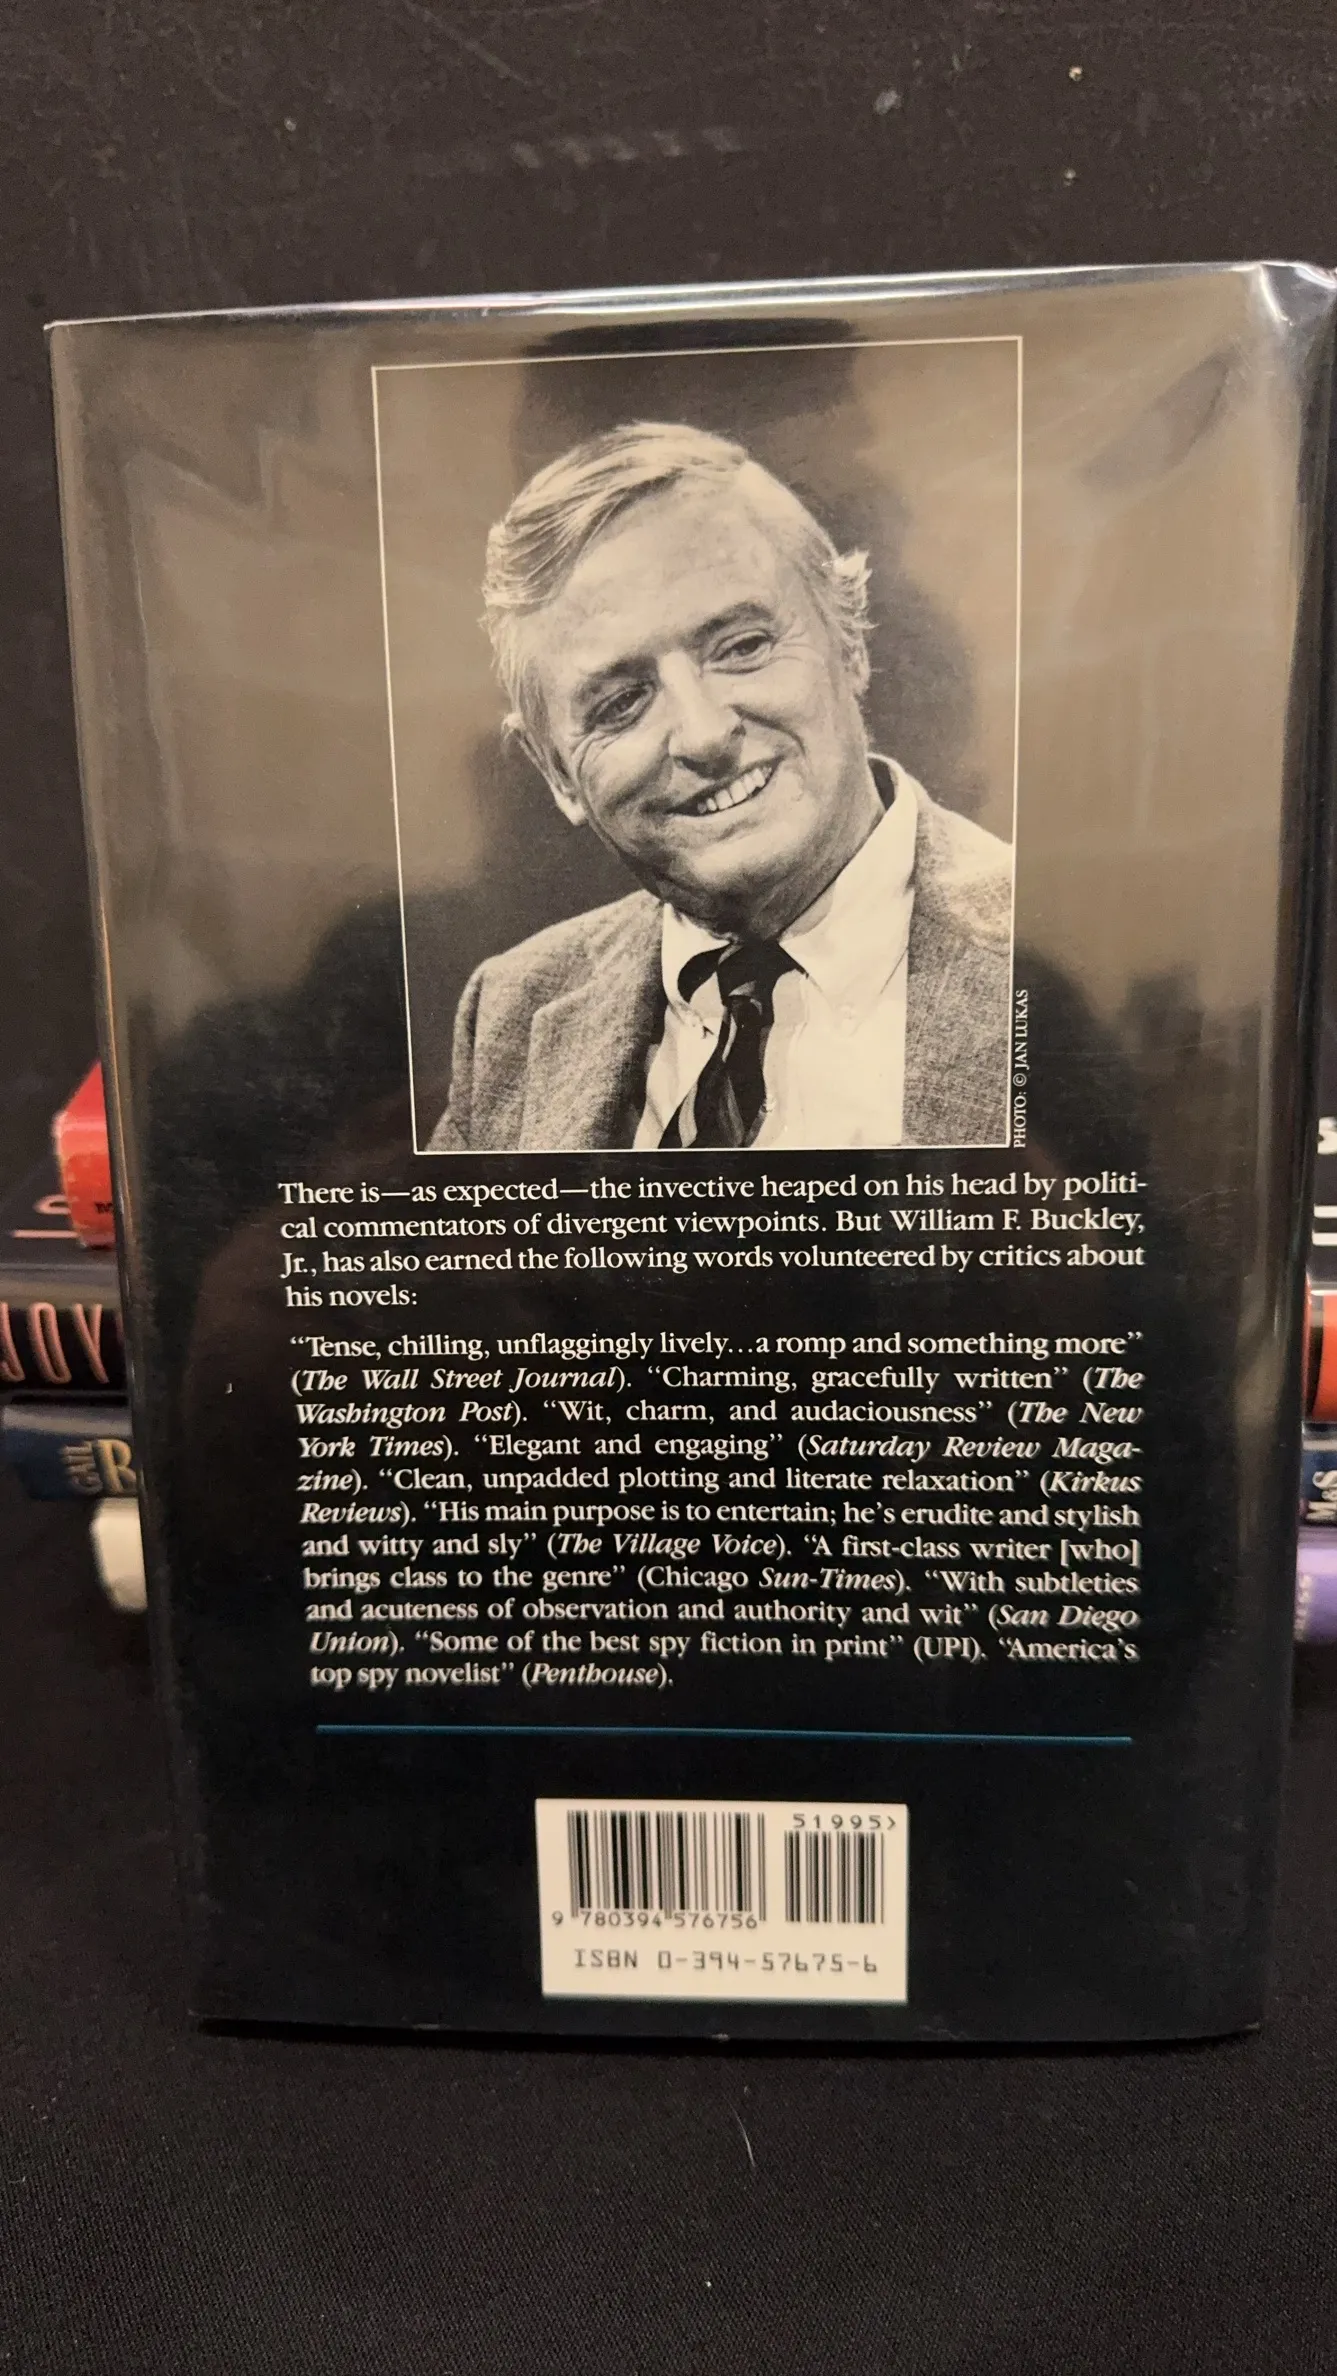 PHOTO: © JAN LUKAS
There is—as expected—the invective heaped on his head by politi-
cal commentators of divergent viewpoints. But William F. Buckley,
Jr., has also earned the following words volunteered by critics about
his novels:
“Tense, chilling, unflaggingly lively...a romp and something more”
(The Wall Street Journal). “Charming, gracefully written” (The
Washington Post). “Wit, charm, and audaciousness” (The New
York Times). “Elegant and engaging” (Saturday Review Maga-
zine). “Clean, unpadded plotting and literate relaxation” (Kirkus
Reviews). “His main purpose is to entertain; he’s erudite and stylish
and witty and sly” (The Village Voice). “A first-class writer [who]
brings class to the genre” (Chicago Sun-Times). “With subtleties
and acuteness of observation and authority and wit” (San Diego
Union). “Some of the best spy fiction in print” (UPI). “America’s
top spy novelist” (Penthouse).
51995>
9 780394 576756
ISBN 0-394-57675-6
JOY
GAIL
M&S